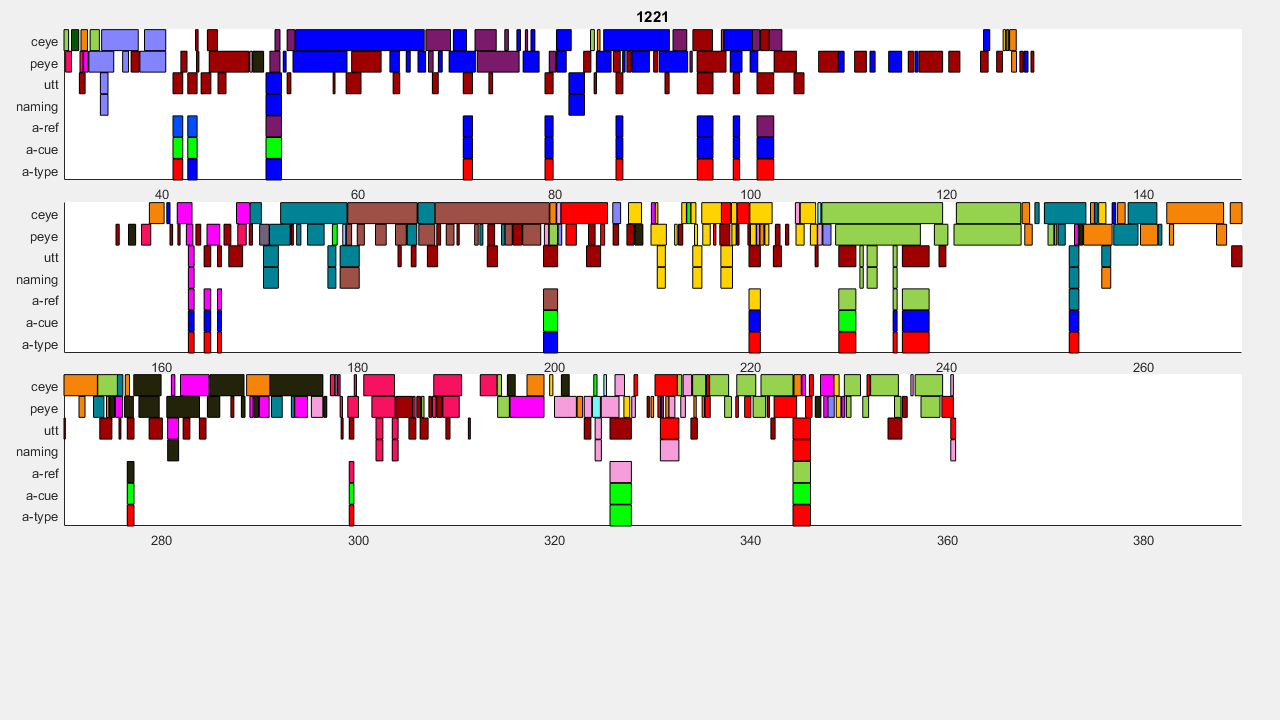 1221
ceye
peye
utt
naming
a-ref
a-cue
a-type
40 60 80 100 120 140
ceye
peye
utt
naming
a-ref
a-cue
a-type
160 180 200 220 240 260
ceye
peye
utt
naming
a-ref
a-cue
a-type
280 300 320 340 360 380